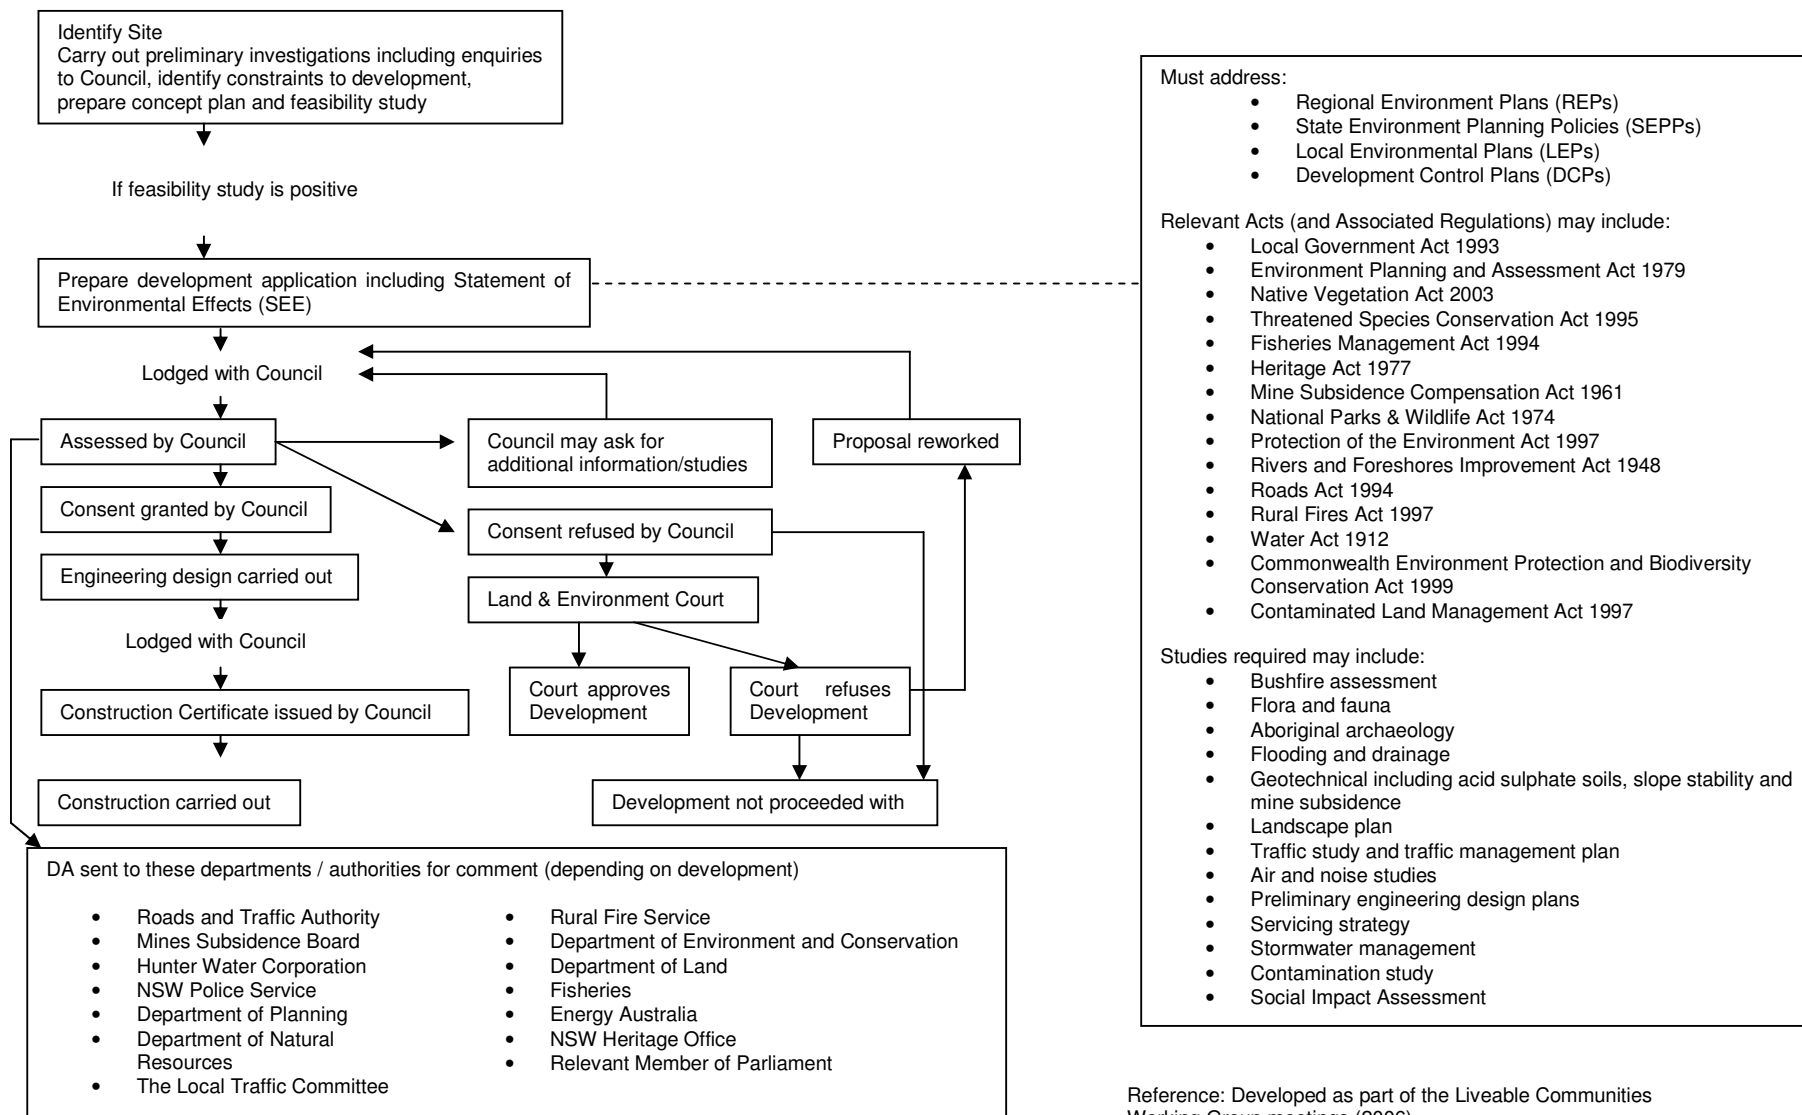 Identify Site
Carry out preliminary investigations including enquiries
to Council, identify constraints to development,
prepare concept plan and feasibility study
If feasibility study is positive
Prepare development application including Statement of
Environmental Effects (SEE)
Lodged with Council
Assessed by Council
Council may ask for
additional information/studies
Proposal reworked
Consent granted by Council
Consent refused by Council
Engineering design carried out
Land & Environment Court
Lodged with Council
Court approves
Development
Court refuses
Development
Construction Certificate issued by Council
Construction carried out
Development not proceeded with
DA sent to these departments / authorities for comment (depending on development)
• Roads and Traffic Authority
• Mines Subsidence Board
• Hunter Water Corporation
• NSW Police Service
• Department of Planning
• Department of Natural
Resources
• The Local Traffic Committee
• Rural Fire Service
• Department of Environment and Conservation
• Department of Land
• Fisheries
• Energy Australia
• NSW Heritage Office
• Relevant Member of Parliament
Must address:
• Regional Environment Plans (REPs)
• State Environment Planning Policies (SEPPs)
• Local Environmental Plans (LEPs)
• Development Control Plans (DCPs)
Relevant Acts (and Associated Regulations) may include:
• Local Government Act 1993
• Environment Planning and Assessment Act 1979
• Native Vegetation Act 2003
• Threatened Species Conservation Act 1995
• Fisheries Management Act 1994
• Heritage Act 1977
• Mine Subsidence Compensation Act 1961
• National Parks & Wildlife Act 1974
• Protection of the Environment Act 1997
• Rivers and Foreshores Improvement Act 1948
• Roads Act 1994
• Rural Fires Act 1997
• Water Act 1912
• Commonwealth Environment Protection and Biodiversity
Conservation Act 1999
• Contaminated Land Management Act 1997
Studies required may include:
• Bushfire assessment
• Flora and fauna
• Aboriginal archaeology
• Flooding and drainage
• Geotechnical including acid sulphate soils, slope stability and
mine subsidence
• Landscape plan
• Traffic study and traffic management plan
• Air and noise studies
• Preliminary engineering design plans
• Servicing strategy
• Stormwater management
• Contamination study
• Social Impact Assessment
Reference: Developed as part of the Liveable Communities
Working Group meetings (2006)